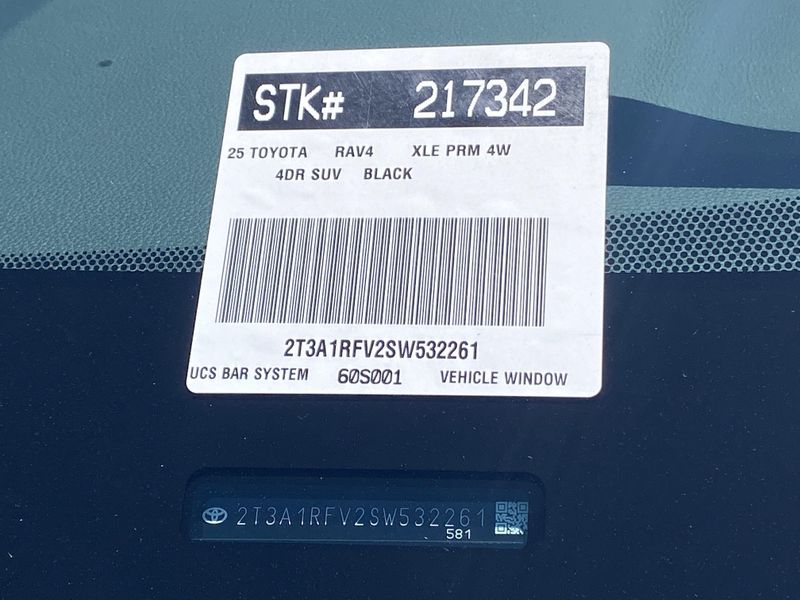 STK# 217342
25 TOYOTA RAV4 XLE PRM 4W
4DR SUV BLACK
2T3A1RFV2SW532261
UCS BAR SYSTEM 60S001 VEHICLE WINDOW
2T3A1RFV2SW532261
581